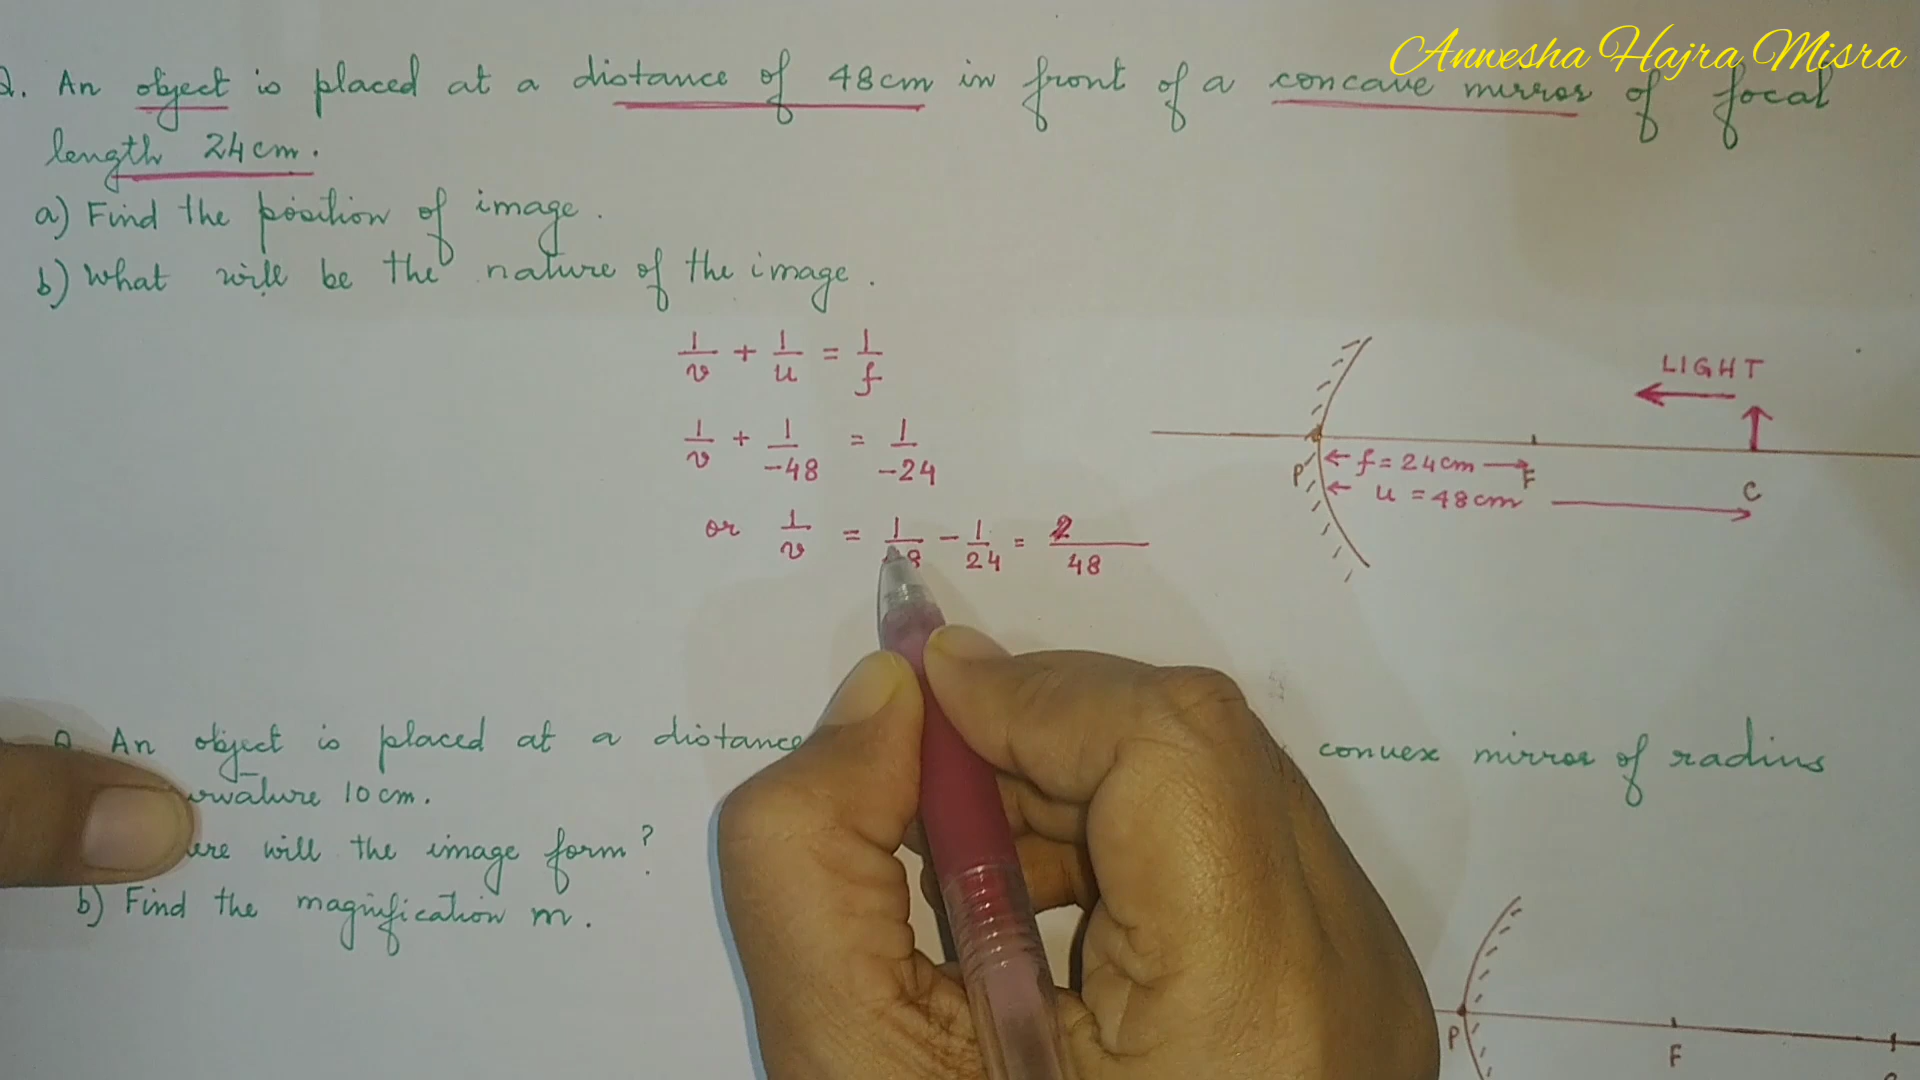 Anwesha Hajra Misra
Q. An object is placed at a distance of 48cm in front of a concave mirror of focal
length 24cm.
a) Find the position of image.
b) What will be the nature of the image.
1/v + 1/u = 1/f
1/v + 1/-48 = 1/-24
or 1/v = 1/48 - 1/24 = 2/48
LIGHT
P f = 24cm F
u = 48cm C
Q. An object is placed at a distance convex mirror of radius
10cm.
will the image form?
b) Find the magnification m.
P F